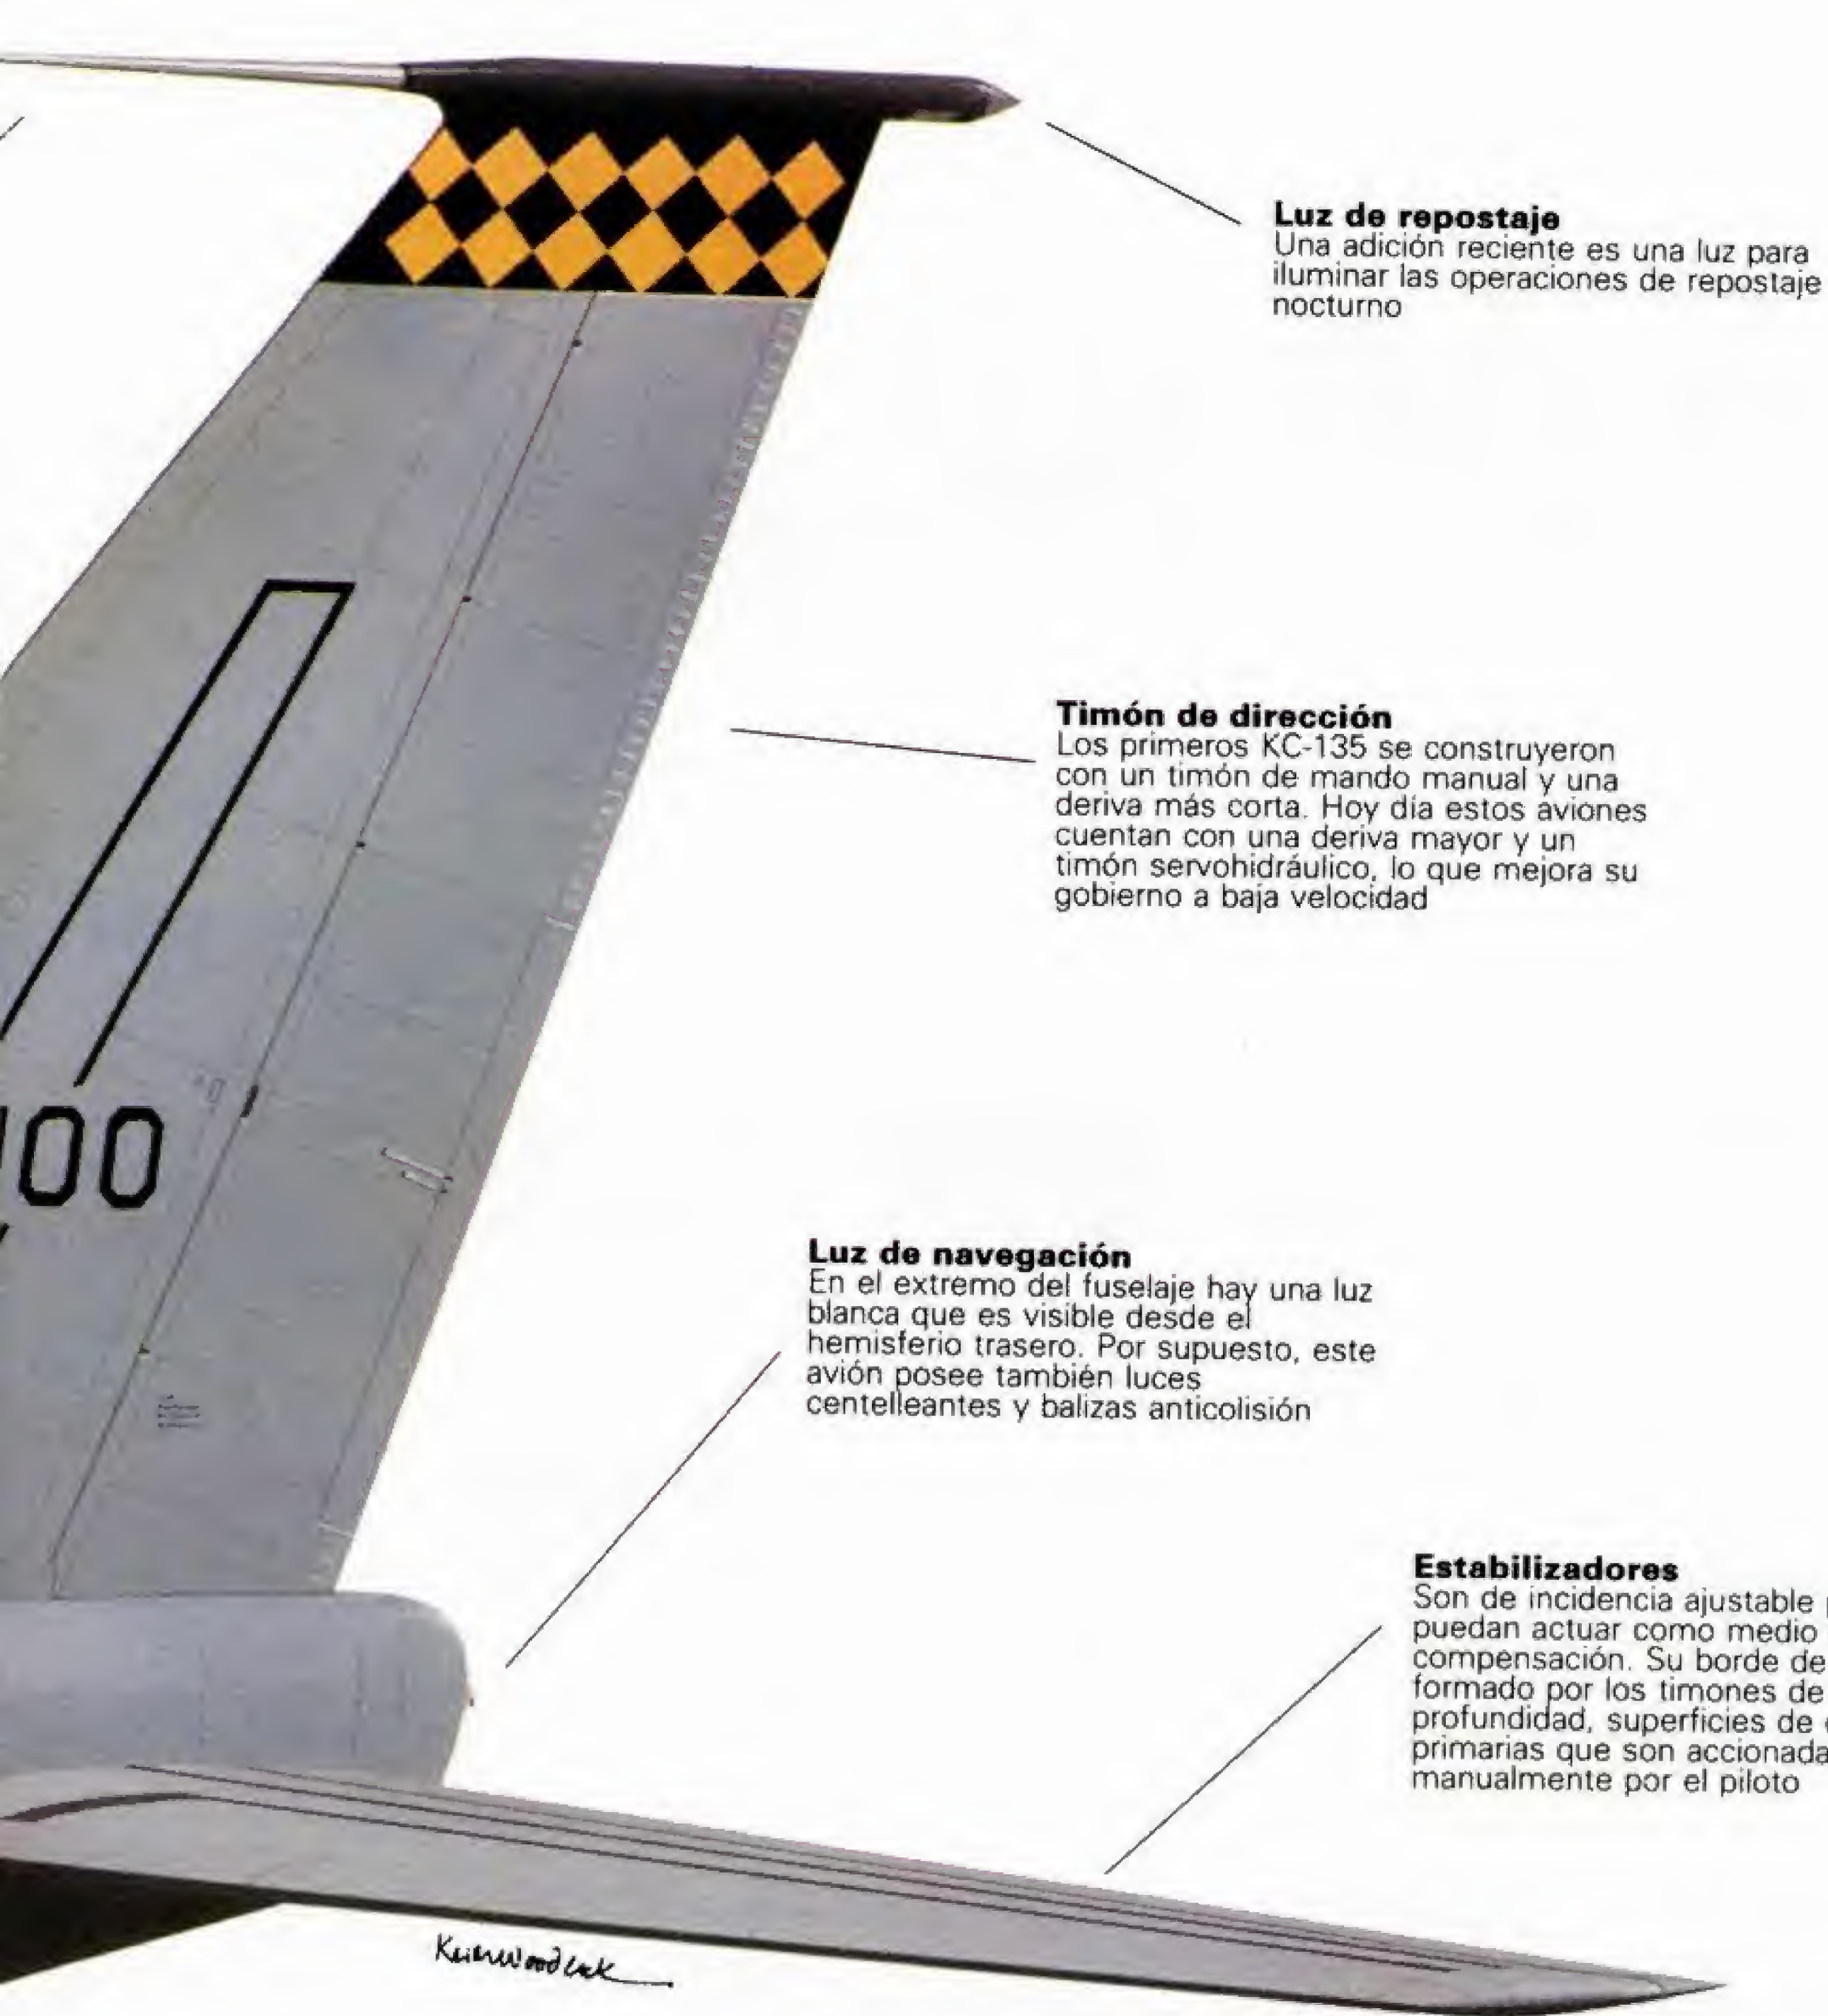 Luz de repostaje
Una adición reciente es una luz para
iluminar las operaciones de repostaje
nocturno
Timón de dirección
Los primeros KC-135 se construyeron
con un timón de mando manual y una
deriva más corta. Hoy día estos aviones
cuentan con una deriva mayor y un
timón servohidráulico, lo que mejora su
gobierno a baja velocidad
00
Luz de navegación
En el extremo del fuselaje hay una luz
blanca que es visible desde el
hemisferio trasero. Por supuesto, este
avión posee también luces
centelleantes y balizas anticolisión
Estabilizadores
Son de incidencia ajustable
puedan actuar como medio
compensación. Su borde de
formado por los timones de
profundidad, superficies de
primarias que son accionada
manualmente por el piloto